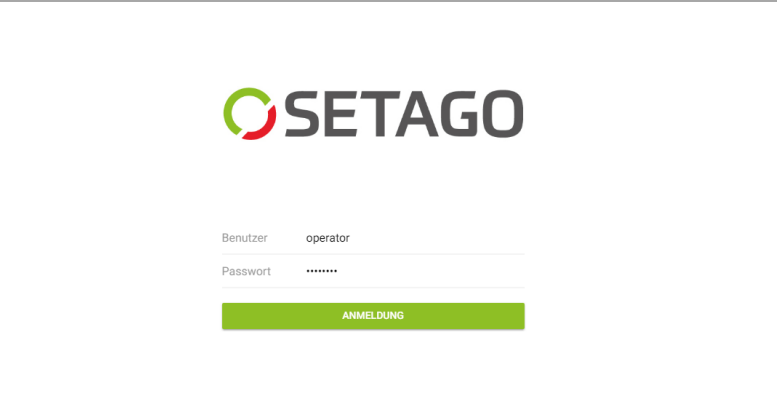 SETAGO
Benutzer operator
Passwort ••••••••
ANMELDUNG